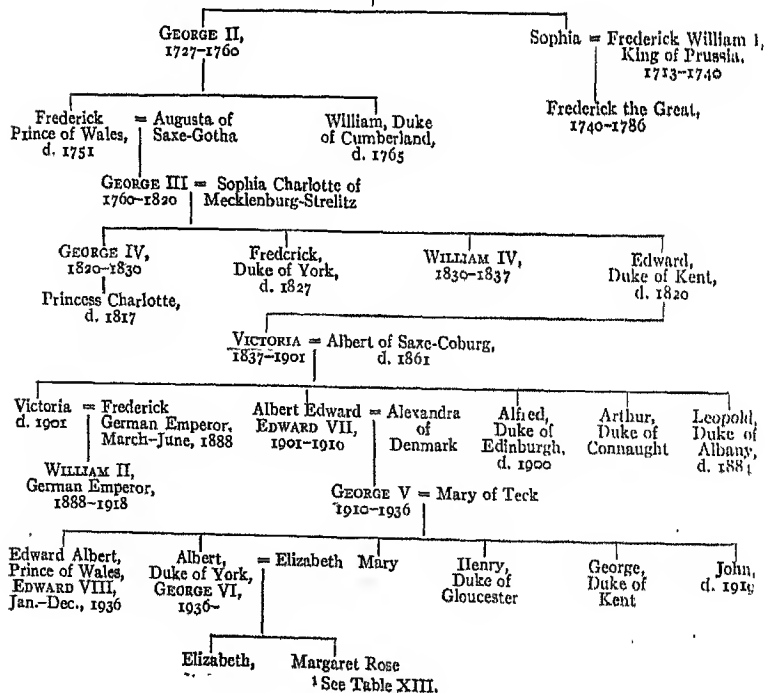 GEORGE II,
1727-1760
Sophia = Frederick William I,
King of Prussia,
1713-1740
Frederick
Prince of Wales,
d. 1751
= Augusta of
Saxe-Gotha
William, Duke
of Cumberland,
d. 1765
Frederick the Great,
1740-1786
GEORGE III = Sophia Charlotte of
1760-1820 Mecklenburg-Strelitz
GEORGE IV,
1820-1830
Frederick,
Duke of York,
d. 1827
WILLIAM IV,
1830-1837
Edward,
Duke of Kent,
d. 1820
Princess Charlotte,
d. 1817
VICTORIA = Albert of Saxe-Coburg,
1837-1901 d. 1861
Victoria = Frederick
d. 1901 German Emperor,
March-June, 1888
Albert Edward = Alexandra
EDWARD VII, of
1901-1910 Denmark
Alfred,
Duke of
Edinburgh,
d. 1900
Arthur,
Duke of
Connaught
Leopold,
Duke of
Albany,
d. 1884
WILLIAM II,
German Emperor,
1888-1918
GEORGE V = Mary of Teck
1910-1936
Edward Albert,
Prince of Wales,
EDWARD VIII,
Jan.-Dec., 1936
Albert, = Elizabeth
Duke of York,
GEORGE VI,
1936-
Mary
Henry,
Duke of
Gloucester
George,
Duke of
Kent
John,
d. 1919
Elizabeth,
Margaret Rose
1 See Table XIII.